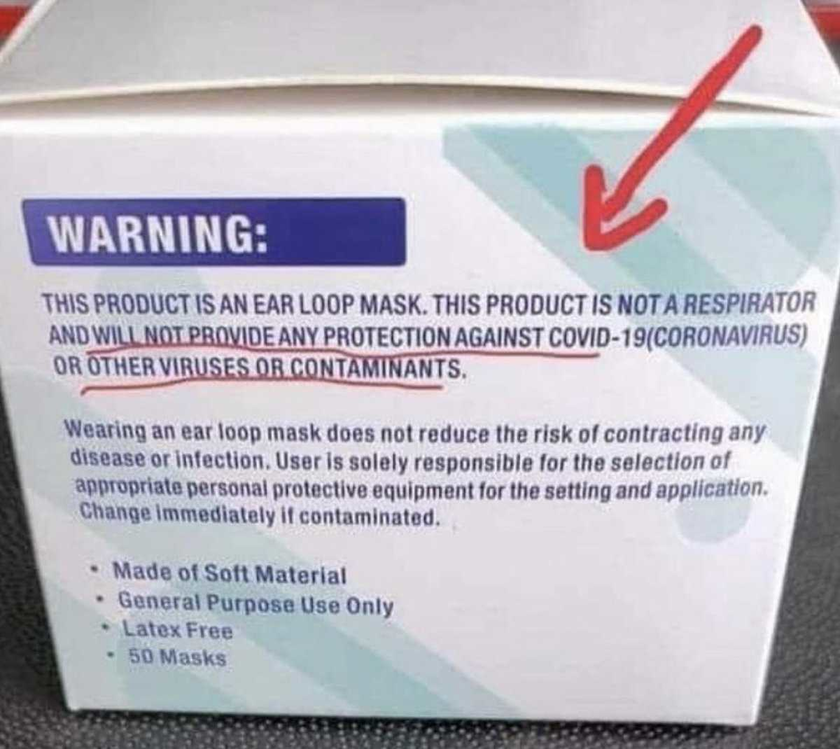 WARNING:
THIS PRODUCT IS AN EAR LOOP MASK. THIS PRODUCT IS NOT A RESPIRATOR
AND WILL NOT PROVIDE ANY PROTECTION AGAINST COVID-19(CORONAVIRUS)
OR OTHER VIRUSES OR CONTAMINANTS.
Wearing an ear loop mask does not reduce the risk of contracting any
disease or infection. User is solely responsible for the selection of
appropriate personal protective equipment for the setting and application.
Change immediately if contaminated.
• Made of Soft Material
• General Purpose Use Only
• Latex Free
• 50 Masks